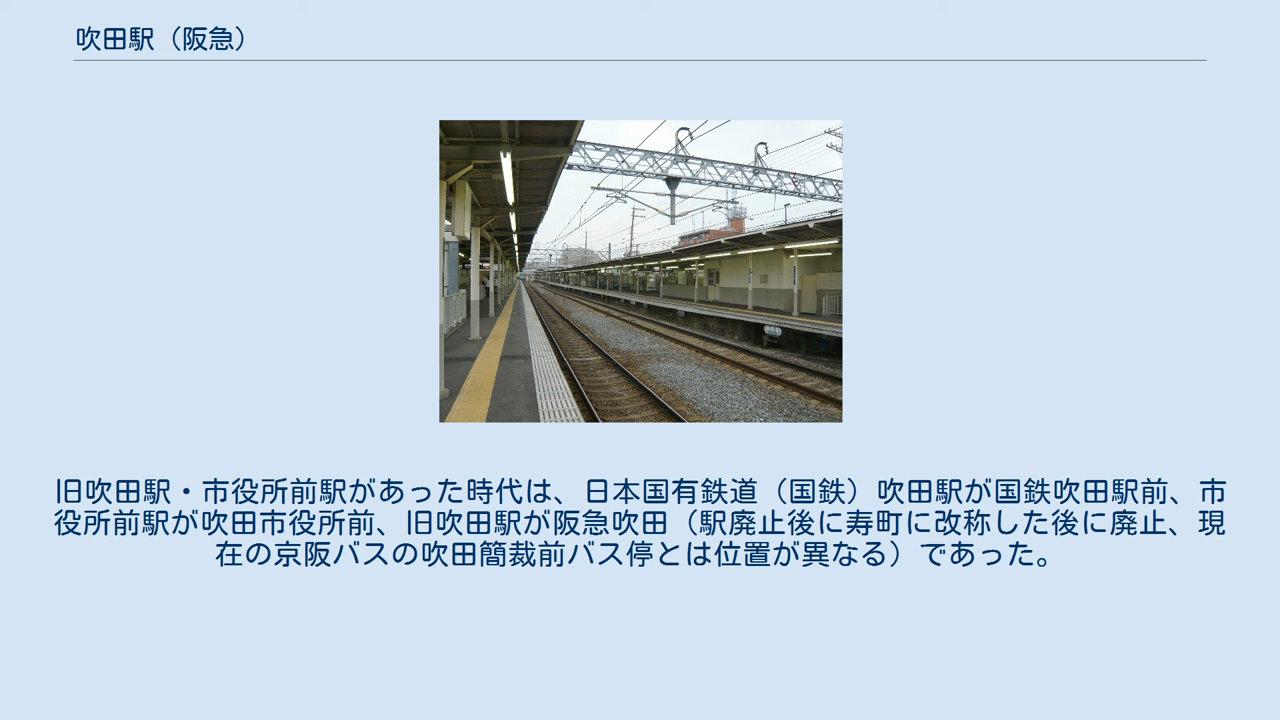 吹田駅（阪急）
旧吹田駅・市役所前駅があった時代は、日本国有鉄道（国鉄）吹田駅が国鉄吹田駅前、市
役所前駅が吹田市役所前、旧吹田駅が阪急吹田（駅廃止後に寿町に改称した後に廃止、現
在の京阪バスの吹田簡裁前バス停とは位置が異なる）であった。